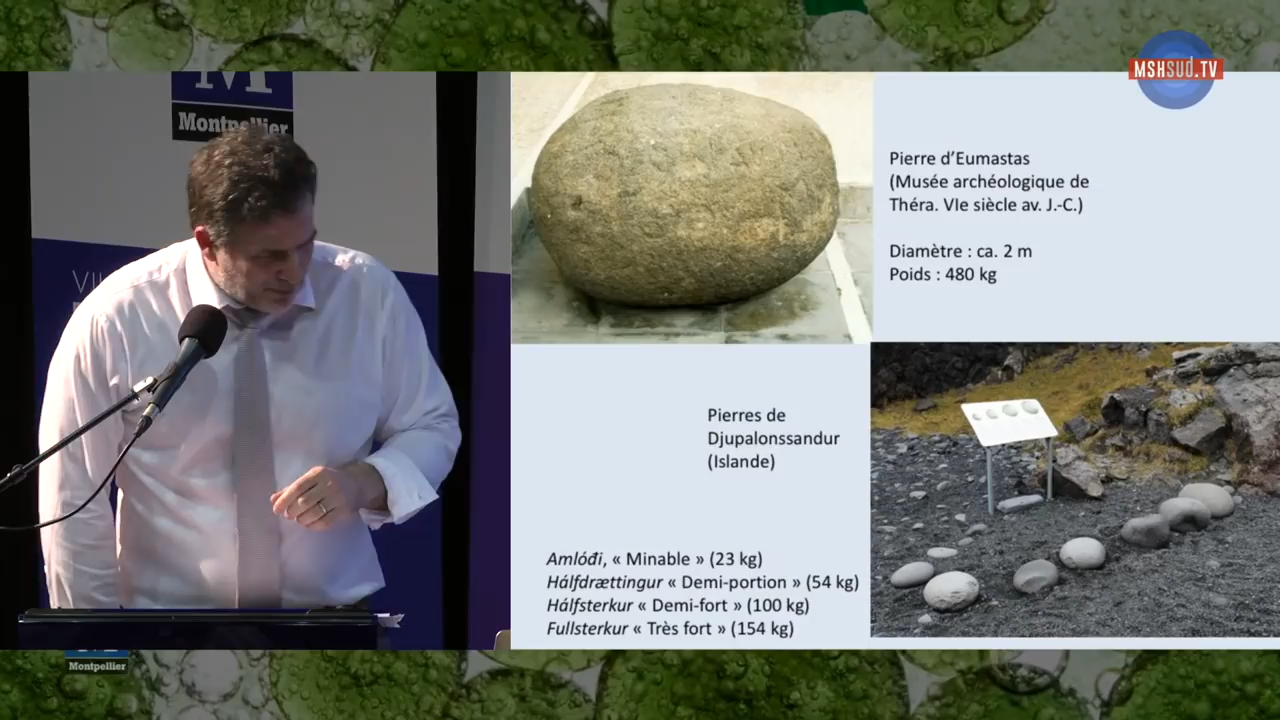 MSHSUD.TV
M
Montpellier
VI
Pierre d’Eumastas
(Musée archéologique de
Théra. VIe siècle av. J.-C.)
Diamètre : ca. 2 m
Poids : 480 kg
Pierres de
Djupalonssandur
(Islande)
Amlóði, « Minable » (23 kg)
Hálfdrættingur « Demi-portion » (54 kg)
Hálfsterkur « Demi-fort » (100 kg)
Fullsterkur « Très fort » (154 kg)
Montpellier